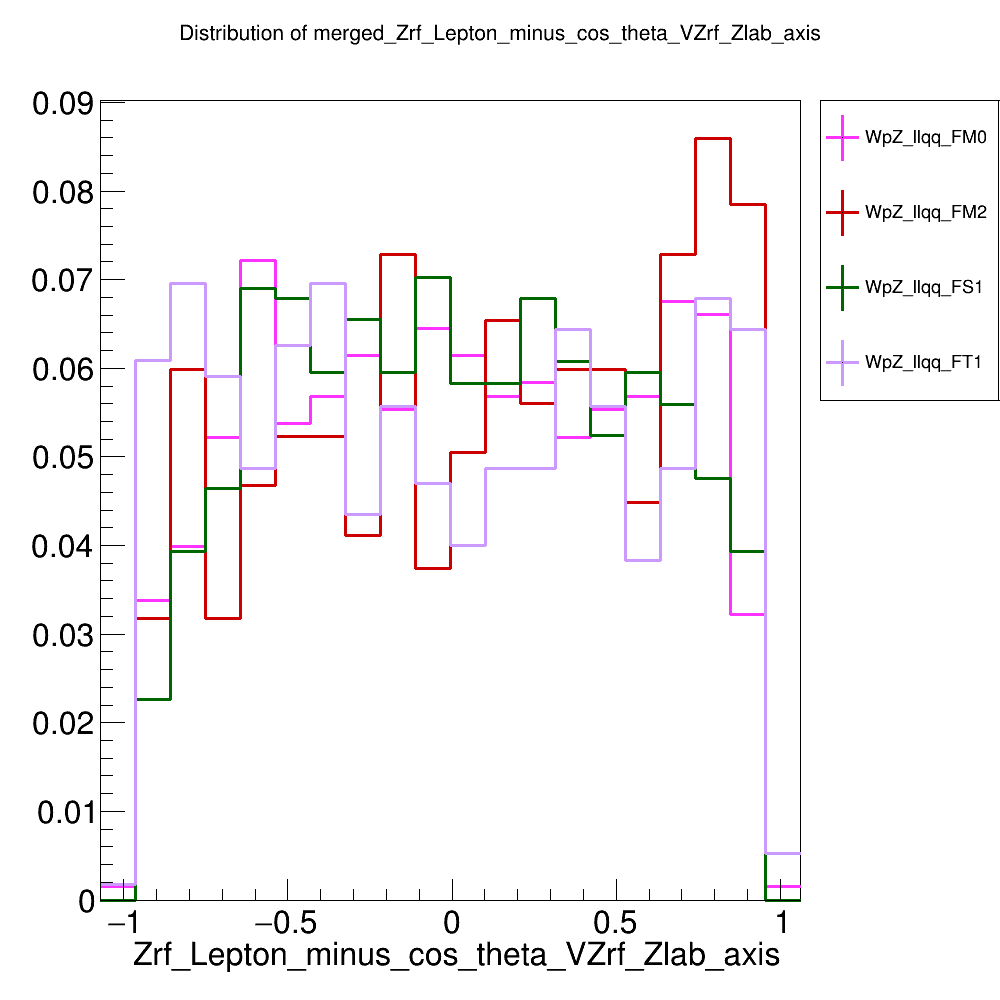 Distribution of merged_Zrf_Lepton_minus_cos_theta_VZrf_Zlab_axis
0.09
0.08
0.07
0.06
0.05
0.04
0.03
0.02
0.01
0
−1
−0.5
0
0.5
1
Zrf_Lepton_minus_cos_theta_VZrf_Zlab_axis
WpZ_llqq_FM0
WpZ_llqq_FM2
WpZ_llqq_FS1
WpZ_llqq_FT1